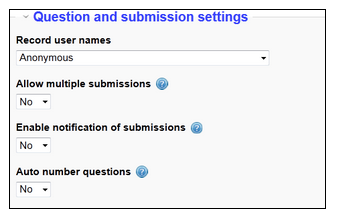 Question and submission settings
Record user names
Anonymous
Allow multiple submissions
No
Enable notification of submissions
No
Auto number questions
No